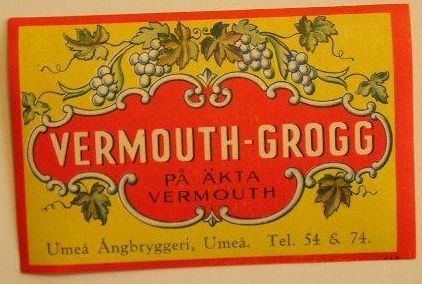 VERMOUTH-GROGG
PÅ ÄKTA
VERMOUTH
Umeå Ångbryggeri, Umeå. Tel. 54 & 74.